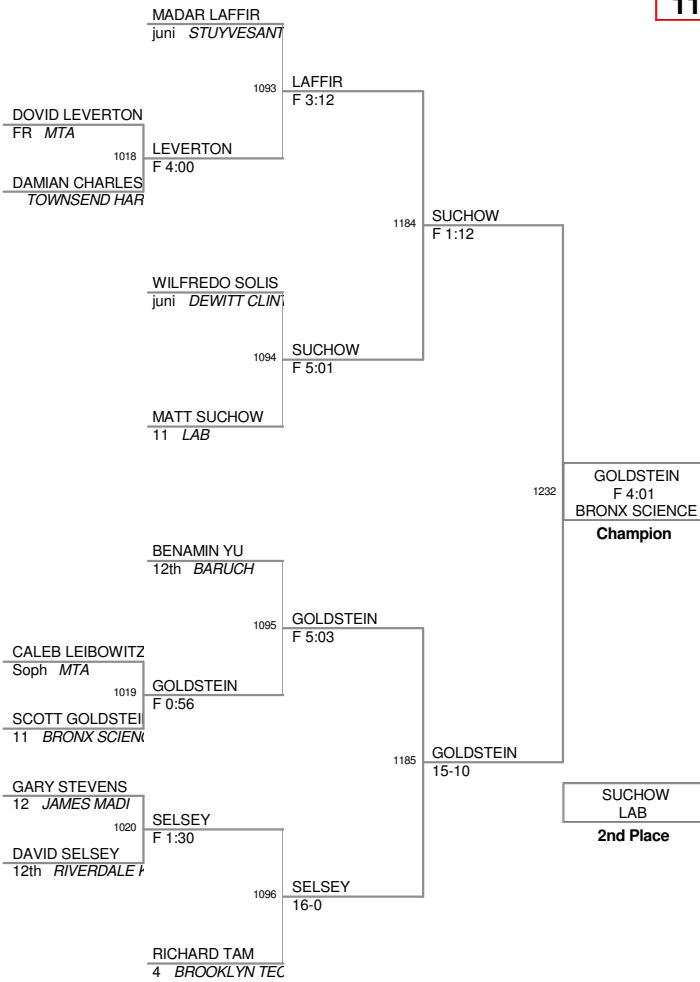 11
MADAR LAFFIR
juni STUYVESANT
1093
LAFFIR
F 3:12
DOVID LEVERTON
FR MTA
1018
LEVERTON
F 4:00
DAMIAN CHARLES
TOWNSEND HAR
1184
SUCHOW
F 1:12
WILFREDO SOLIS
juni DEWITT CLINT
1094
SUCHOW
F 5:01
MATT SUCHOW
11 LAB
1232
GOLDSTEIN
F 4:01
BRONX SCIENCE
Champion
BENAMIN YU
12th BARUCH
1095
GOLDSTEIN
F 5:03
CALEB LEIBOWITZ
Soph MTA
1019
GOLDSTEIN
F 0:56
SCOTT GOLDSTEI
11 BRONX SCIENC
1185
GOLDSTEIN
15-10
GARY STEVENS
12 JAMES MADI
1020
SELSEY
F 1:30
DAVID SELSEY
12th RIVERDALE K
SUCHOW
LAB
2nd Place
1096
SELSEY
16-0
RICHARD TAM
4 BROOKLYN TEC